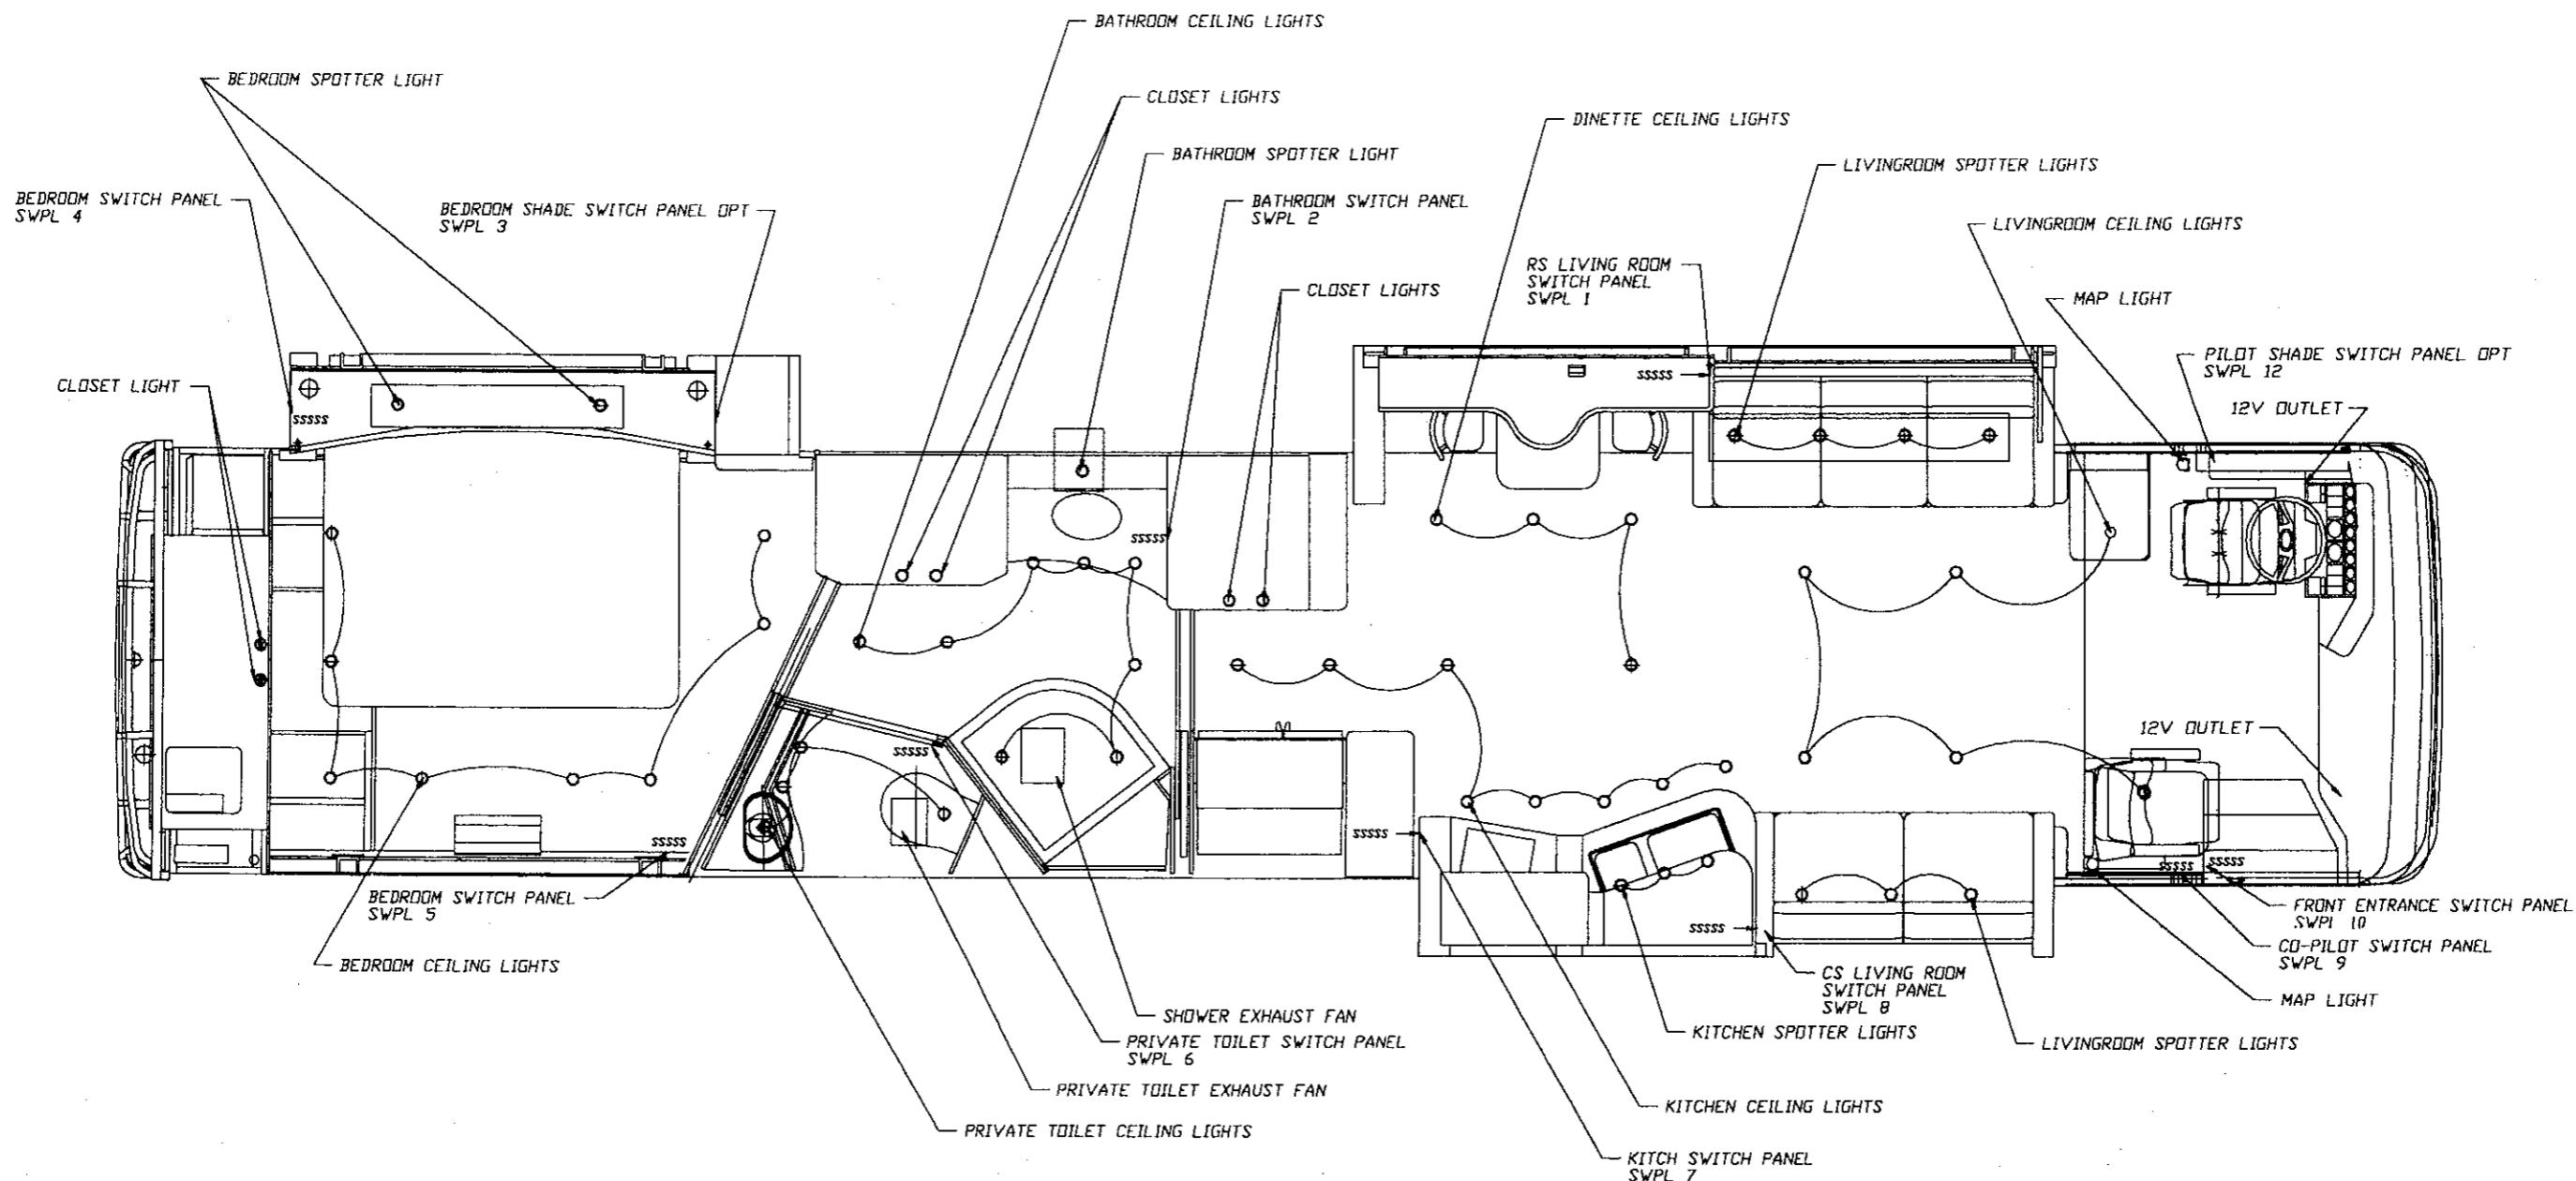 BATHROOM CEILING LIGHTS
BEDROOM SPOTTER LIGHT
CLOSET LIGHTS
DINETTE CEILING LIGHTS
BATHROOM SPOTTER LIGHT
LIVINGROOM SPOTTER LIGHTS
BEDROOM SWITCH PANEL
SWPL 4
BEDROOM SHADE SWITCH PANEL OPT
SWPL 3
BATHROOM SWITCH PANEL
SWPL 2
LIVINGROOM CEILING LIGHTS
RS LIVING ROOM
SWITCH PANEL
SWPL 1
CLOSET LIGHTS
MAP LIGHT
PILOT SHADE SWITCH PANEL OPT
SWPL 12
CLOSET LIGHT
SSSSS
12V OUTLET
SSSSS
SSSSS
12V OUTLET
SSSSS
SSSSS
SSSSS
SSSSS
SSSSS
SSSSS
BEDROOM SWITCH PANEL
SWPL 5
FRONT ENTRANCE SWITCH PANEL
SWPL 10
CO-PILOT SWITCH PANEL
SWPL 9
BEDROOM CEILING LIGHTS
CS LIVING ROOM
SWITCH PANEL
SWPL 8
MAP LIGHT
SHOWER EXHAUST FAN
KITCHEN SPOTTER LIGHTS
PRIVATE TOILET SWITCH PANEL
SWPL 6
LIVINGROOM SPOTTER LIGHTS
PRIVATE TOILET EXHAUST FAN
KITCHEN CEILING LIGHTS
PRIVATE TOILET CEILING LIGHTS
KITCH SWITCH PANEL
SWPL 7